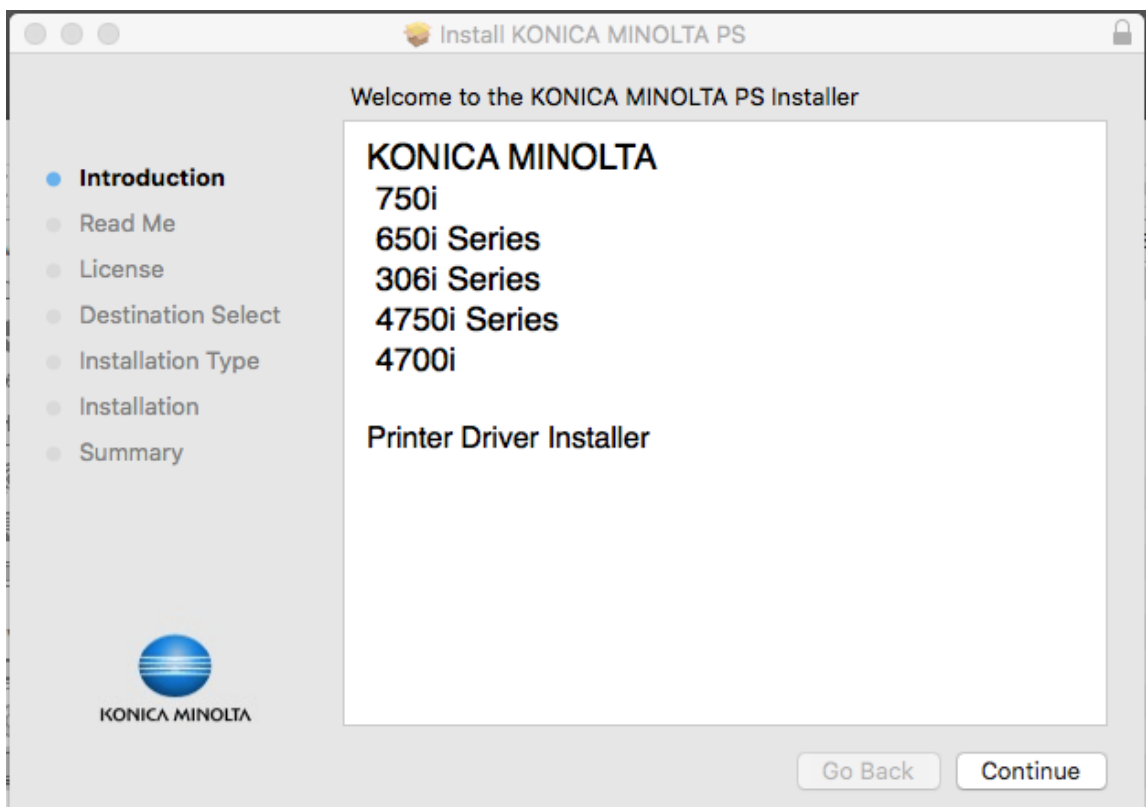 Install KONICA MINOLTA PS
Welcome to the KONICA MINOLTA PS Installer
Introduction
Read Me
License
Destination Select
Installation Type
Installation
Summary
KONICA MINOLTA
KONICA MINOLTA
750i
650i Series
306i Series
4750i Series
4700i
Printer Driver Installer
Go Back
Continue